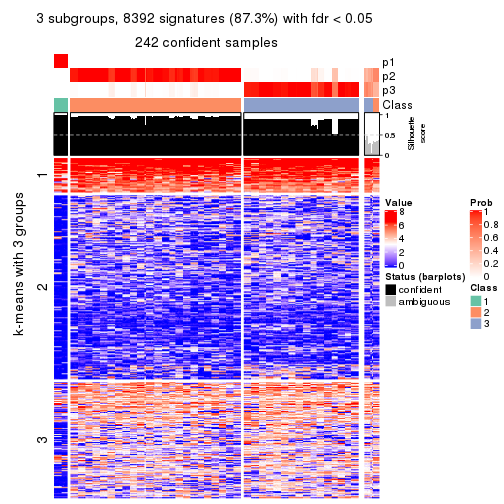 3 subgroups, 8392 signatures (87.3%) with fdr < 0.05
242 confident samples
p1
p2
p3
Class
1
0.5
0
Silhouette
score
k-means with 3 groups
1
2
3
Value
8
6
4
2
0
Status (barplots)
confident
ambiguous
Prob
1
0.8
0.6
0.4
0.2
0
Class
1
2
3